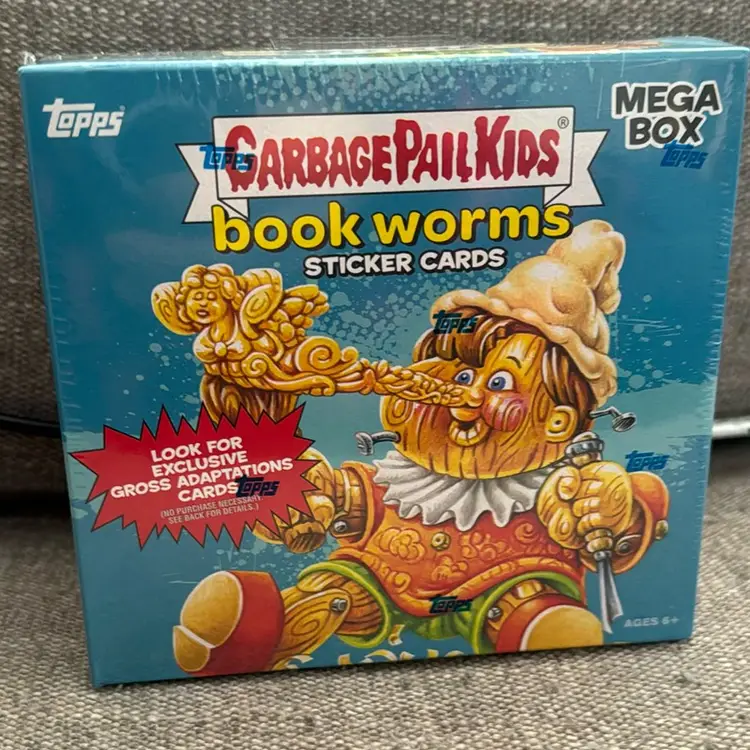 Topps
MEGA
BOX
Topps
GARBAGE PAIL KIDS®
Topps
book worms
STICKER CARDS
Topps
LOOK FOR
EXCLUSIVE
GROSS ADAPTATIONS
CARDS
Topps
(NO PURCHASE NECESSARY.
SEE BACK FOR DETAILS.)
Topps
Topps
AGES 6+